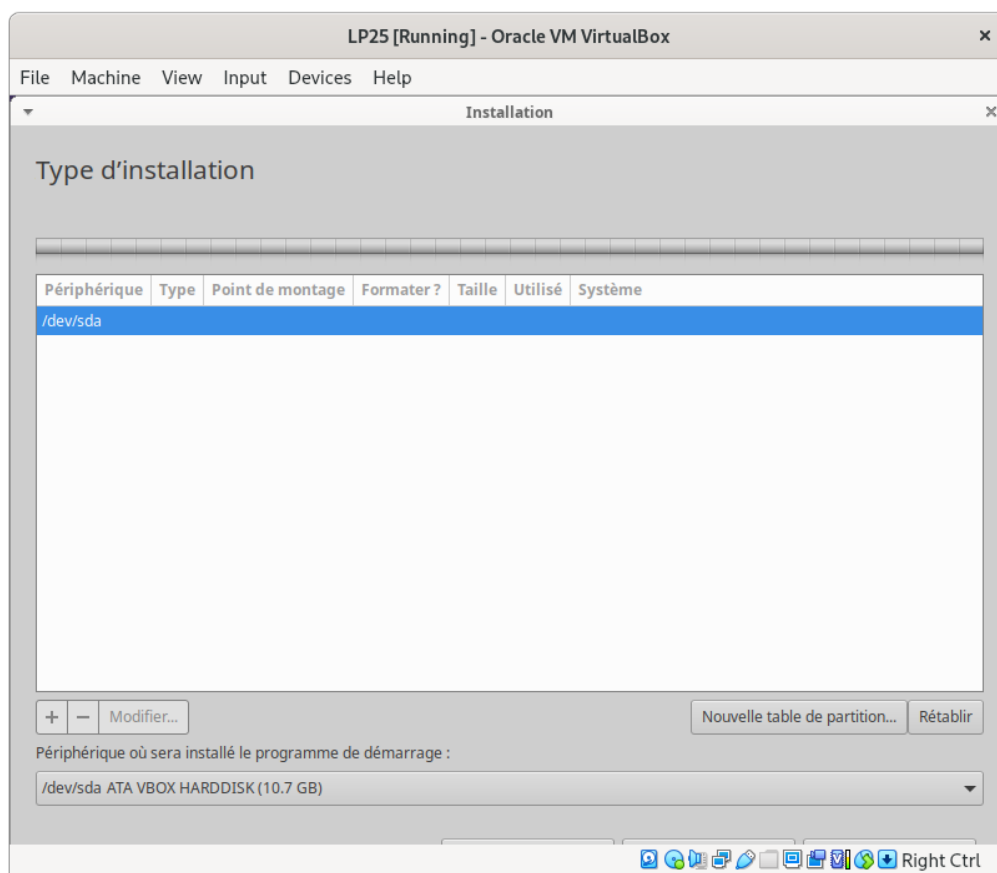 LP25 [Running] - Oracle VM VirtualBox
File Machine View Input Devices Help
Installation
Type d’installation
Périphérique Type Point de montage Formater ? Taille Utilisé Système
/dev/sda
+ − Modifier... Nouvelle table de partition... Rétablir
Périphérique où sera installé le programme de démarrage :
/dev/sda ATA VBOX HARDDISK (10.7 GB)
Right Ctrl